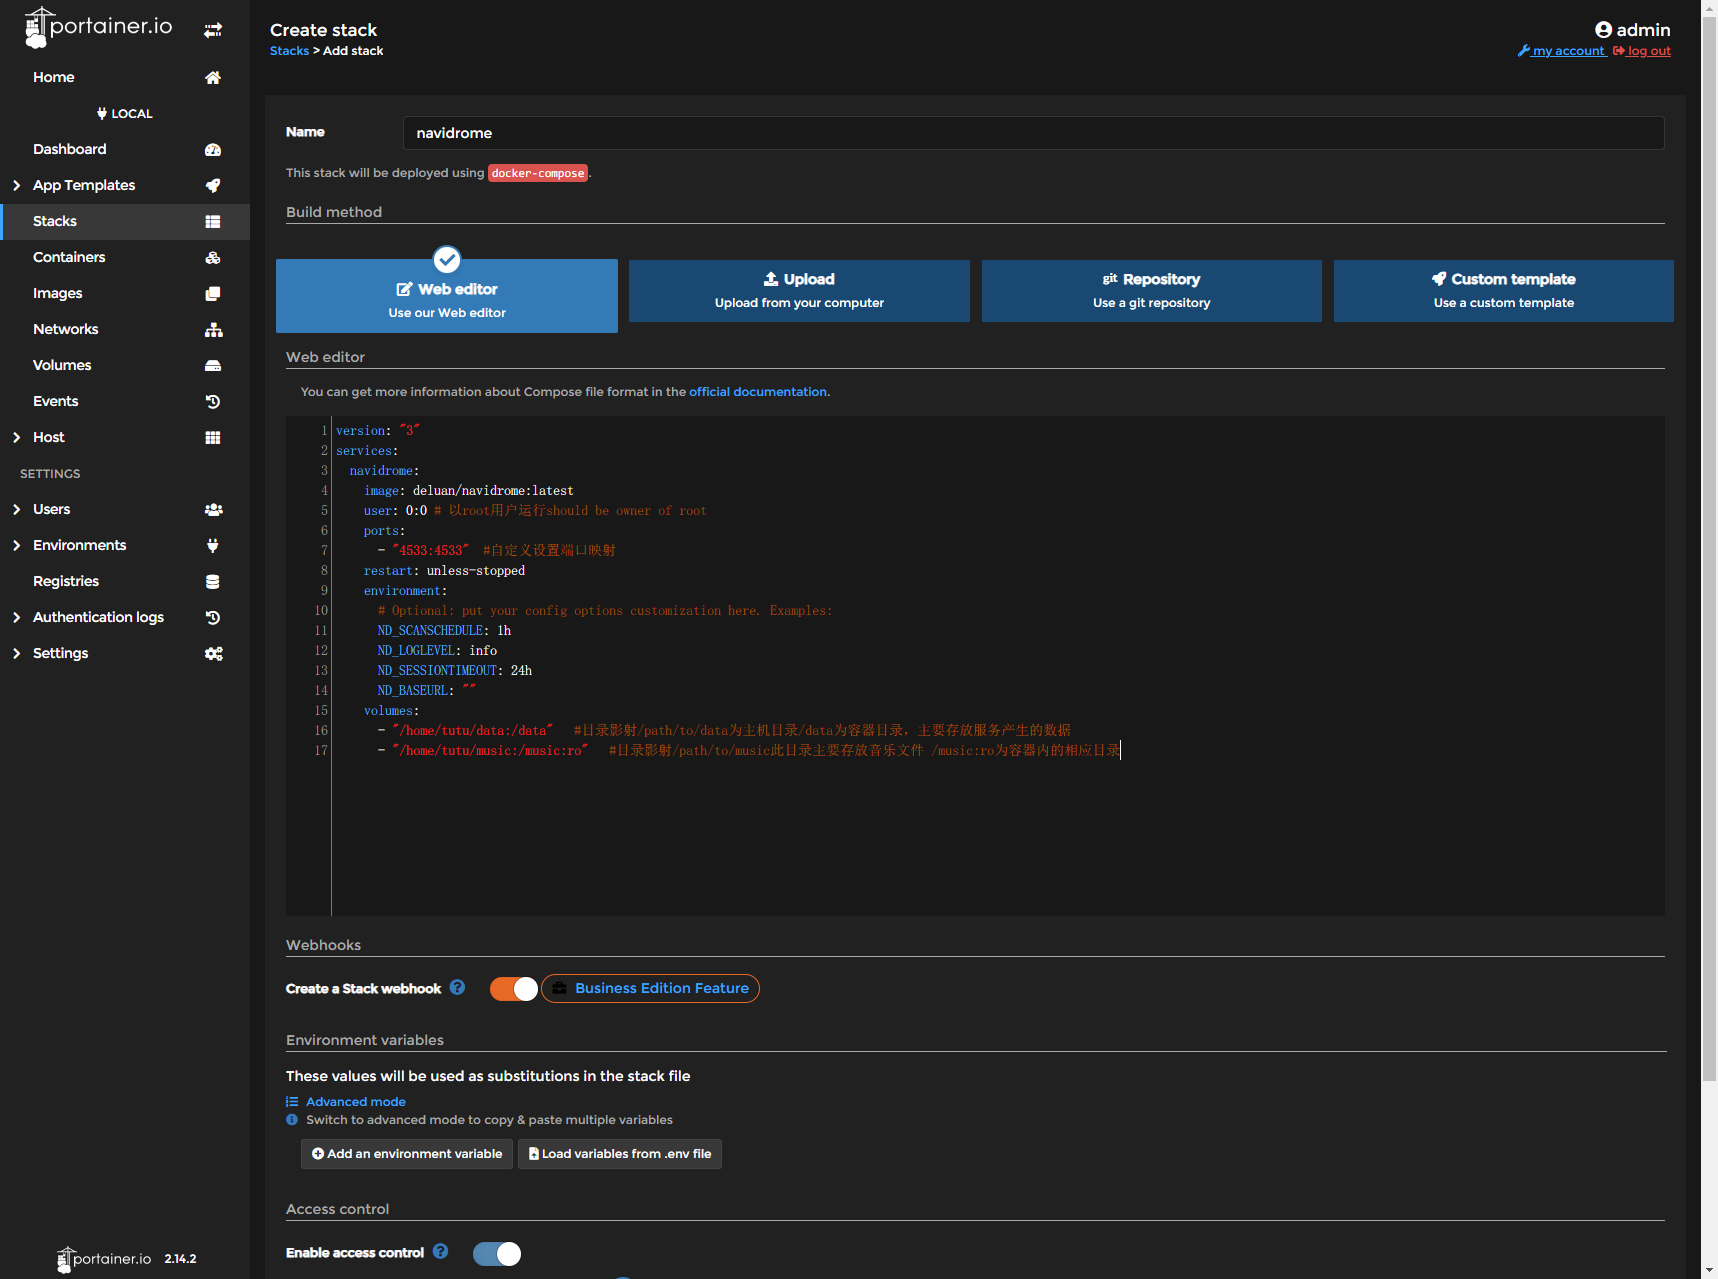 portainer.io
Home
LOCAL
Dashboard
App Templates
Stacks
Containers
Images
Networks
Volumes
Events
Host
SETTINGS
Users
Environments
Registries
Authentication logs
Settings
portainer.io 2.14.2
Create stack
Stacks > Add stack
admin
my account log out
Name navidrome
This stack will be deployed using docker-compose.
Build method
Web editor
Use our Web editor
Upload
Upload from your computer
git Repository
Use a git repository
Custom template
Use a custom template
Web editor
You can get more information about Compose file format in the official documentation.
1 version: "3"
2 services:
3   navidrome:
4     image: deluan/navidrome:latest
5     user: 0:0 # 以root用户运行should be owner of root
6     ports:
7       - "4533:4533"  #自定义设置端口映射
8     restart: unless-stopped
9     environment:
10       # Optional: put your config options customization here. Examples:
11       ND_SCANSCHEDULE: 1h
12       ND_LOGLEVEL: info
13       ND_SESSIONTIMEOUT: 24h
14       ND_BASEURL: ""
15     volumes:
16       - "/home/tutu/data:/data"   #目录影射/path/to/data为主机目录/data为容器目录，主要存放服务产生的数据
17       - "/home/tutu/music:/music:ro"   #目录影射/path/to/music此目录主要存放音乐文件 /music:ro为容器内的相应目录
Webhooks
Create a Stack webhook Business Edition Feature
Environment variables
These values will be used as substitutions in the stack file
Advanced mode
Switch to advanced mode to copy & paste multiple variables
Add an environment variable Load variables from .env file
Access control
Enable access control